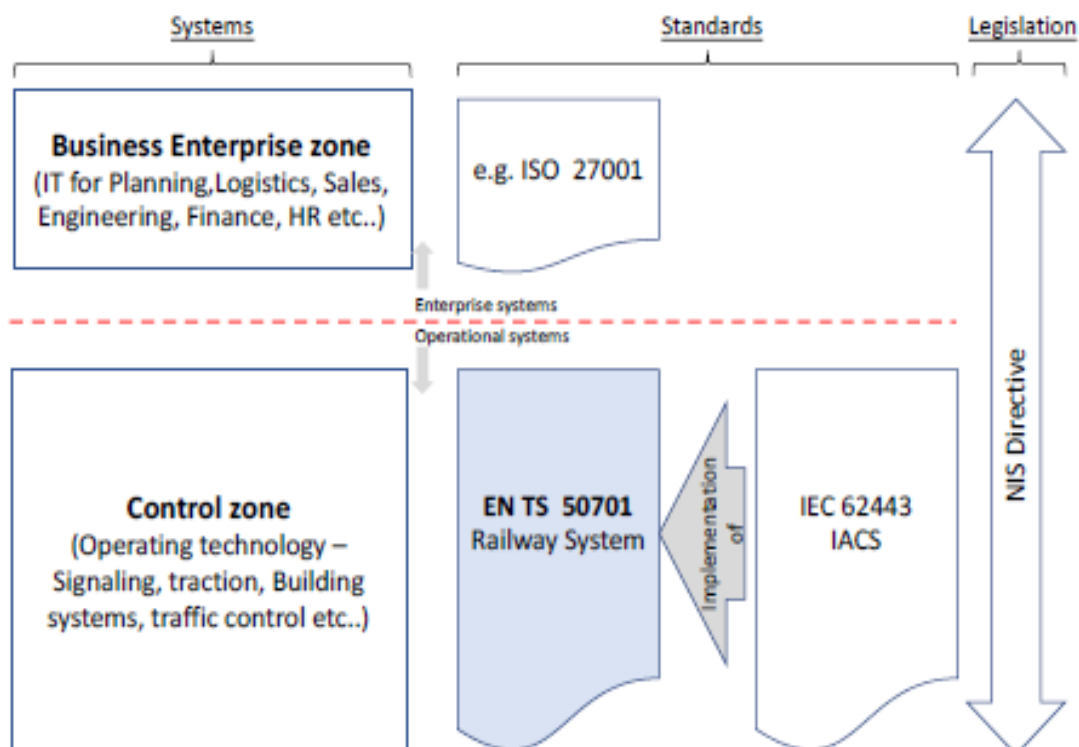 Systems
Standards
Legislation
Business Enterprise zone
(IT for Planning,Logistics, Sales,
Engineering, Finance, HR etc..)
e.g. ISO 27001
Enterprise systems
Operational systems
Control zone
(Operating technology –
Signaling, traction, Building
systems, traffic control etc..)
EN TS 50701
Railway System
Implementation
of
IEC 62443
IACS
NIS Directive